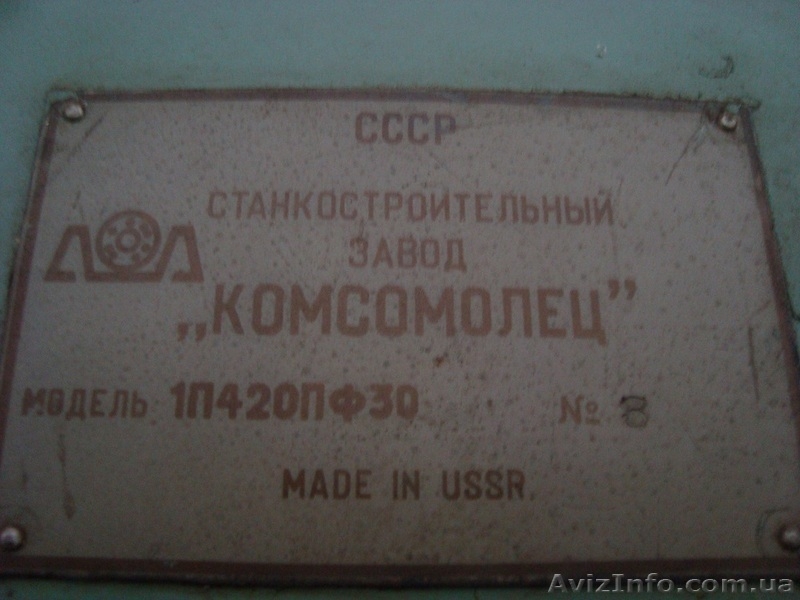 СССР
СТАНКОСТРОИТЕЛЬНЫЙ
ЗАВОД
„КОМСОМОЛЕЦ”
МОДЕЛЬ 1П420ПФ30 № 8
MADE IN USSR.
AvizInfo.com.ua